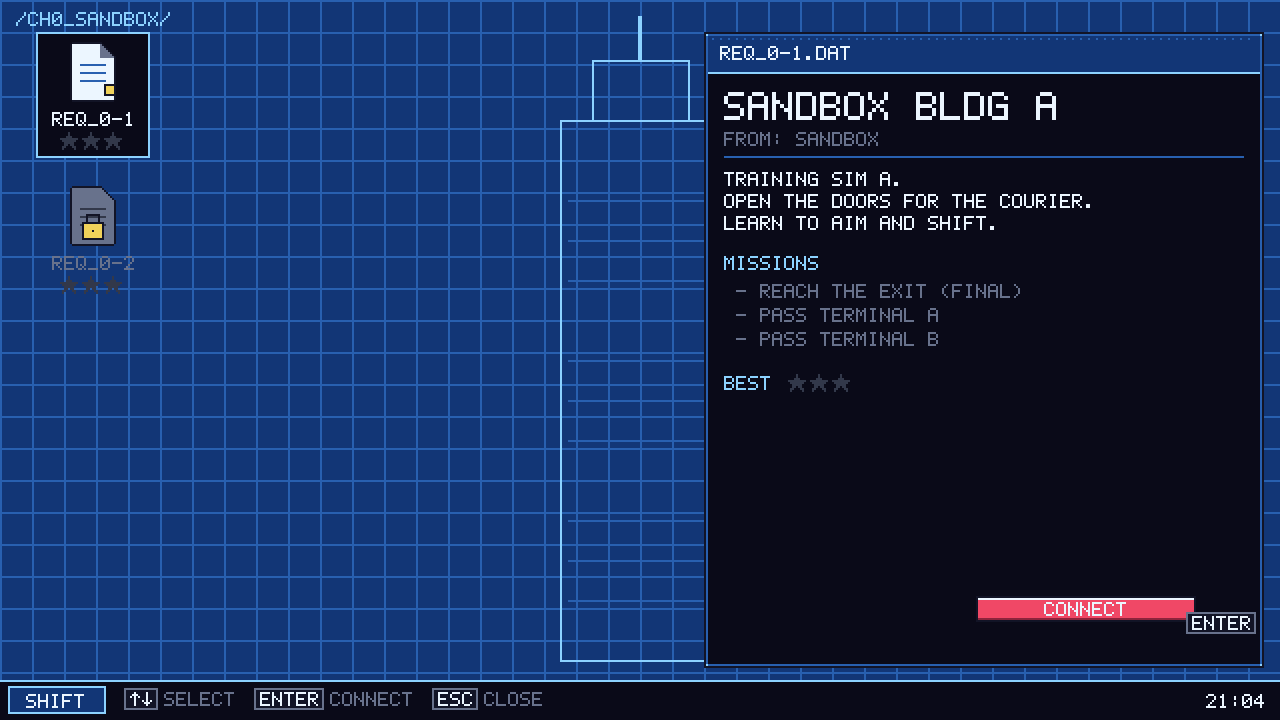 /CH0_SANDBOX/
REQ_0-1
REQ_0-2
REQ_0-1.DAT
SANDBOX BLDG A
FROM: SANDBOX
TRAINING SIM A.
OPEN THE DOORS FOR THE COURIER.
LEARN TO AIM AND SHIFT.
MISSIONS
- REACH THE EXIT (FINAL)
- PASS TERMINAL A
- PASS TERMINAL B
BEST
CONNECT
ENTER
SHIFT ↑↓ SELECT ENTER CONNECT ESC CLOSE 21:04